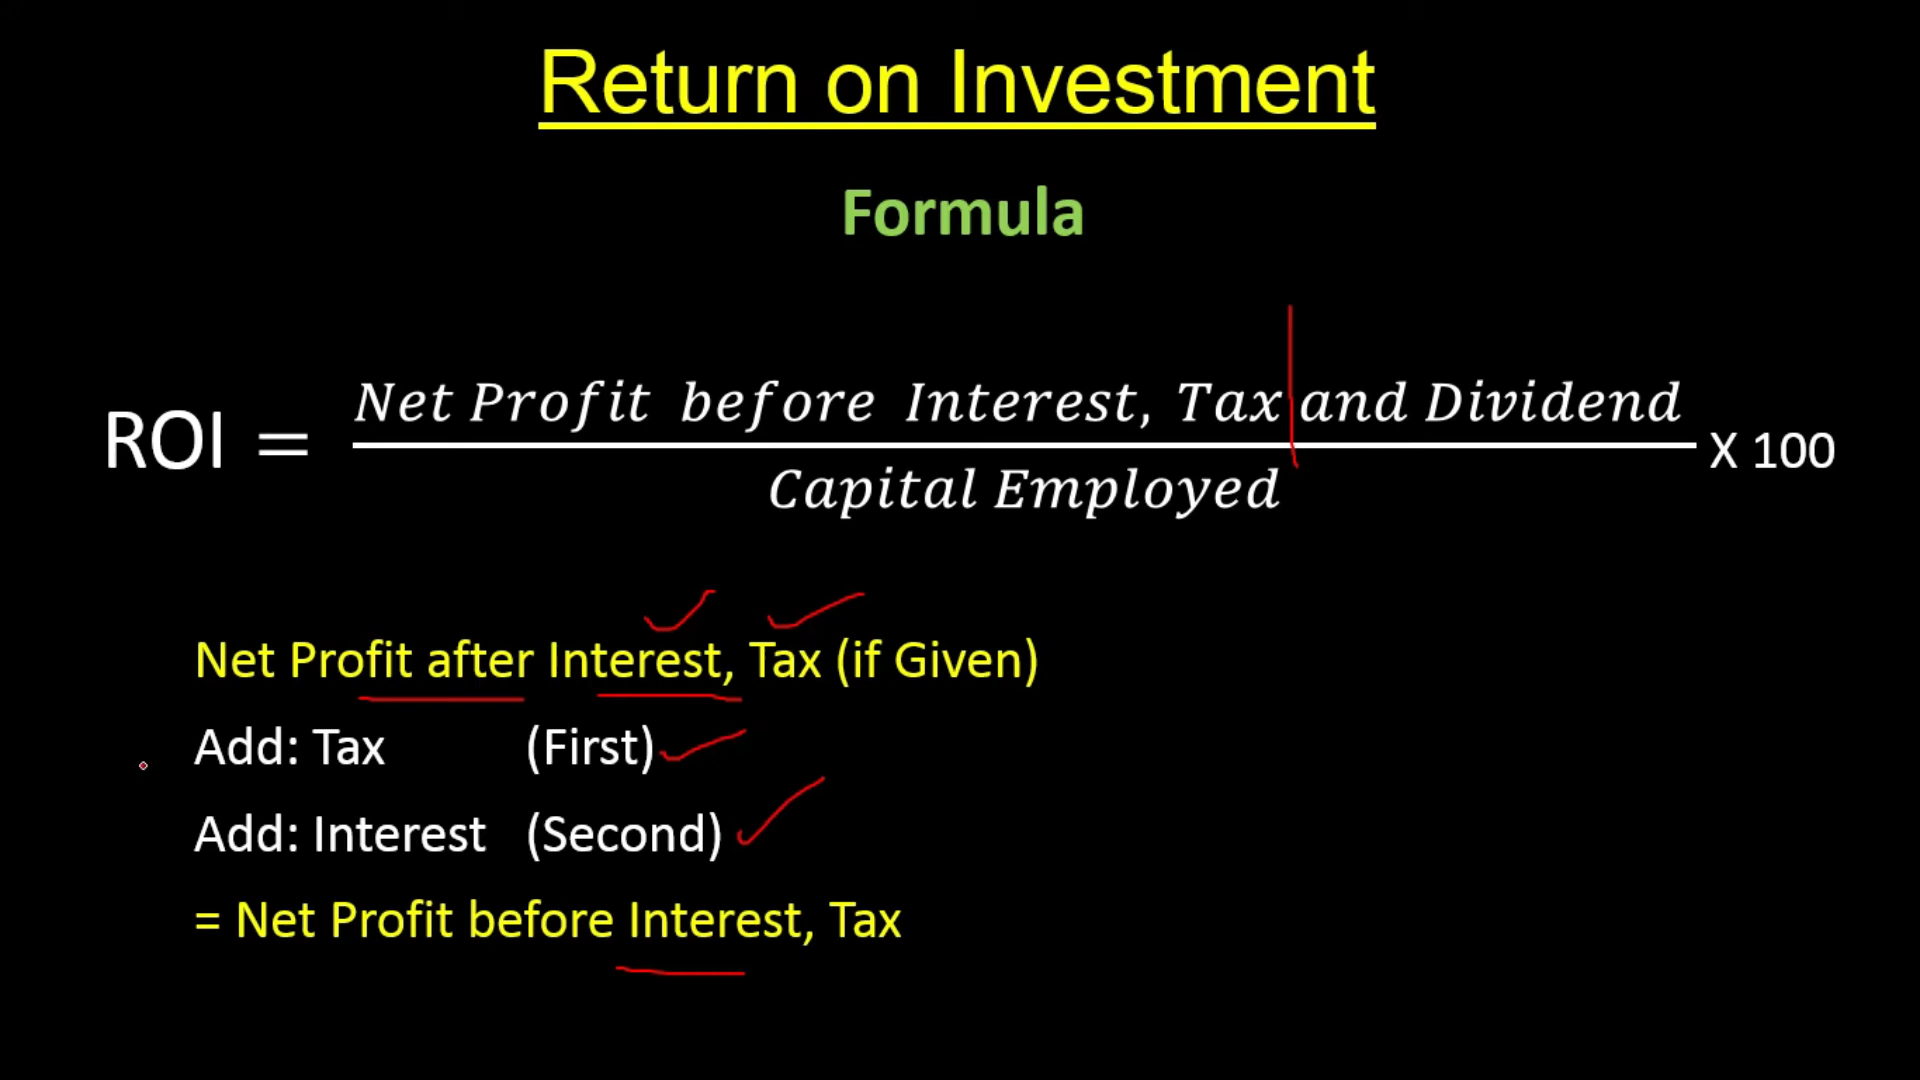 Return on Investment
Formula
ROI = Net Profit before Interest, Tax and Dividend / Capital Employed X 100
Net Profit after Interest, Tax (if Given)
Add: Tax (First)
Add: Interest (Second)
= Net Profit before Interest, Tax